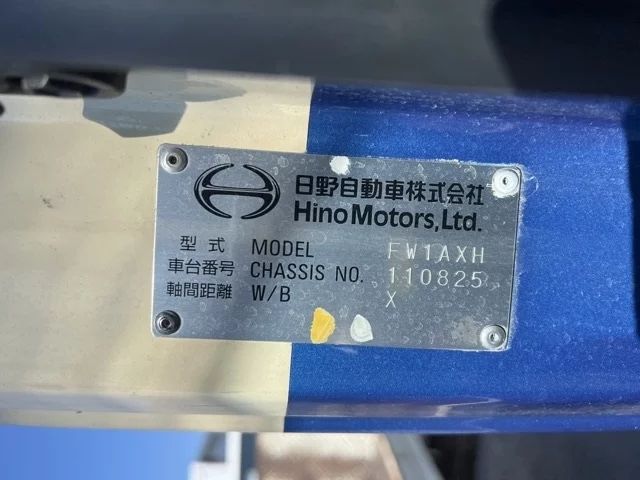 日野自動車株式会社
Hino Motors, Ltd.
型式 MODEL FW1AXH
車台番号 CHASSIS NO. 110825
軸間距離 W/B X